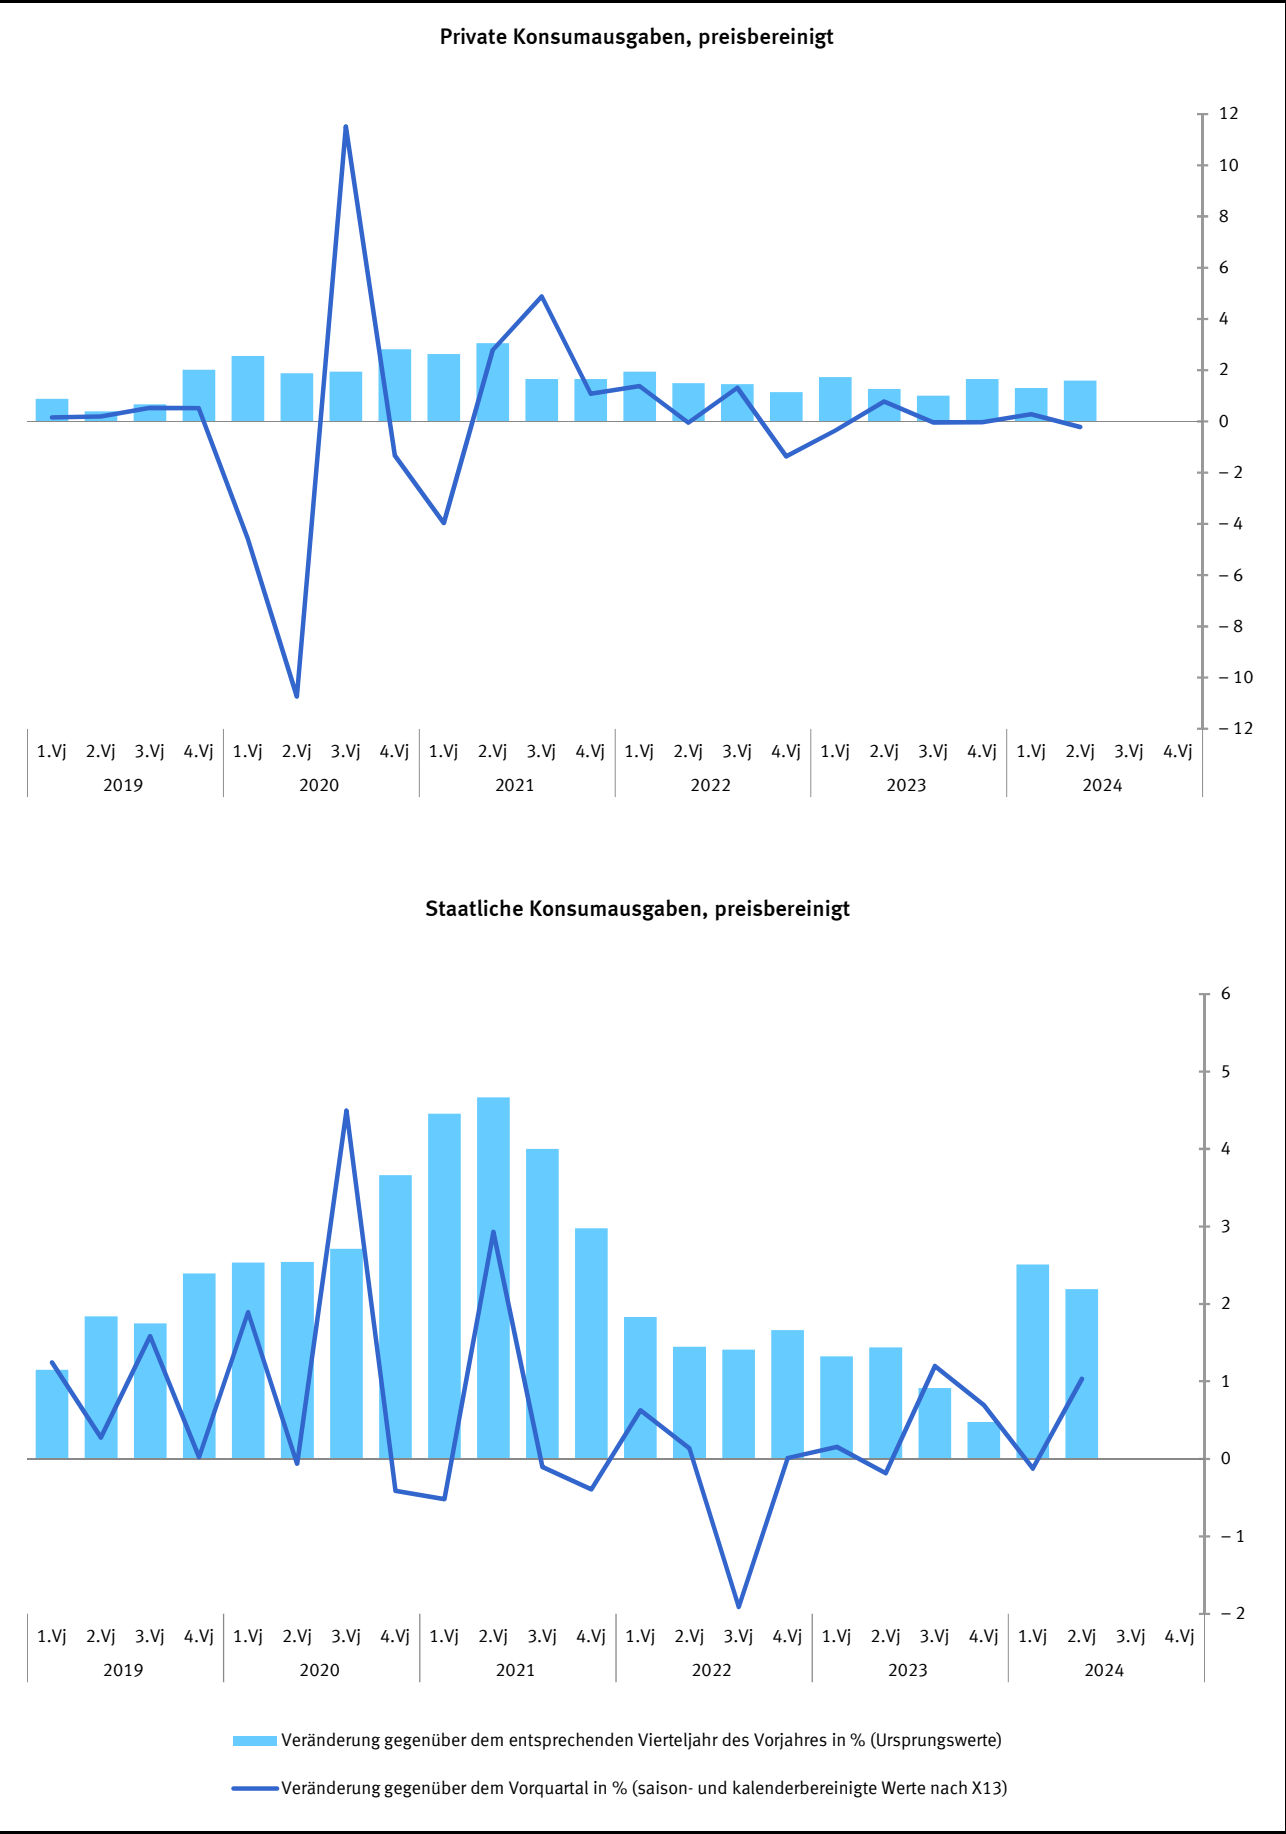 Private Konsumausgaben, preisbereinigt
12
10
8
6
4
2
0
– 2
– 4
– 6
– 8
– 10
– 12
1.Vj 2.Vj 3.Vj 4.Vj 1.Vj 2.Vj 3.Vj 4.Vj 1.Vj 2.Vj 3.Vj 4.Vj 1.Vj 2.Vj 3.Vj 4.Vj 1.Vj 2.Vj 3.Vj 4.Vj 1.Vj 2.Vj 3.Vj 4.Vj
2019 2020 2021 2022 2023 2024
Staatliche Konsumausgaben, preisbereinigt
6
5
4
3
2
1
0
– 1
– 2
1.Vj 2.Vj 3.Vj 4.Vj 1.Vj 2.Vj 3.Vj 4.Vj 1.Vj 2.Vj 3.Vj 4.Vj 1.Vj 2.Vj 3.Vj 4.Vj 1.Vj 2.Vj 3.Vj 4.Vj 1.Vj 2.Vj 3.Vj 4.Vj
2019 2020 2021 2022 2023 2024
Veränderung gegenüber dem entsprechenden Vierteljahr des Vorjahres in % (Ursprungswerte)
Veränderung gegenüber dem Vorquartal in % (saison- und kalenderbereinigte Werte nach X13)